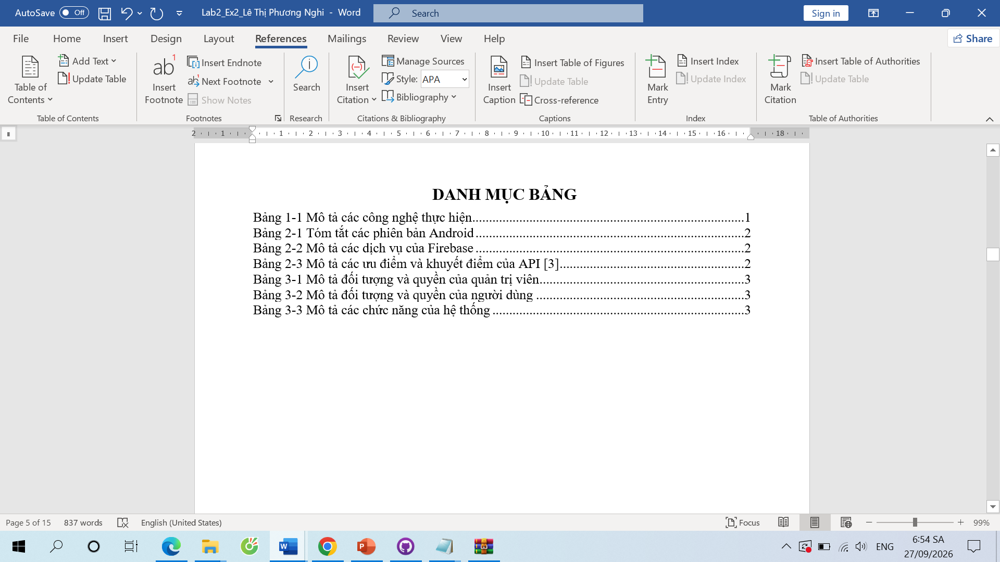 AutoSave Off Lab2_Ex2_Lê Thị Phương Nghi - Word Search Sign in
File Home Insert Design Layout References Mailings Review View Help Share
Table of Contents
Add Text
Update Table
Table of Contents
ab 1
Insert Footnote
Insert Endnote
Next Footnote
Show Notes
Footnotes
Search
Research
Insert Citation
Manage Sources
Style: APA
Bibliography
Citations & Bibliography
Insert Caption
Insert Table of Figures
Update Table
Cross-reference
Captions
Mark Entry
Insert Index
Update Index
Index
Mark Citation
Insert Table of Authorities
Update Table
Table of Authorities
2 1 1 2 3 4 5 6 7 8 9 10 11 12 13 14 15 16 18
DANH MỤC BẢNG
Bảng 1-1 Mô tả các công nghệ thực hiện.....1
Bảng 2-1 Tóm tắt các phiên bản Android.....2
Bảng 2-2 Mô tả các dịch vụ của Firebase.....2
Bảng 2-3 Mô tả các ưu điểm và khuyết điểm của API [3].....2
Bảng 3-1 Mô tả đối tượng và quyền của quản trị viên.....3
Bảng 3-2 Mô tả đối tượng và quyền của người dùng.....3
Bảng 3-3 Mô tả các chức năng của hệ thống.....3
Page 5 of 15 837 words English (United States) Focus 99%
ENG
6:54 SA
27/09/2026